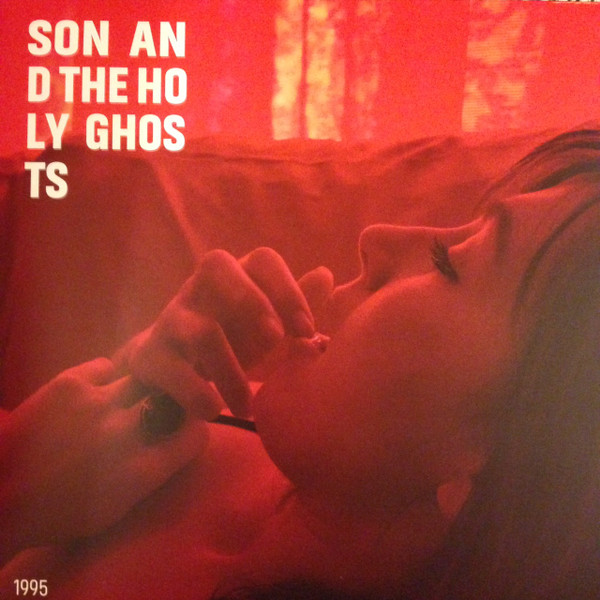 SON AN
D THE HO
LY GHOS
TS
1995